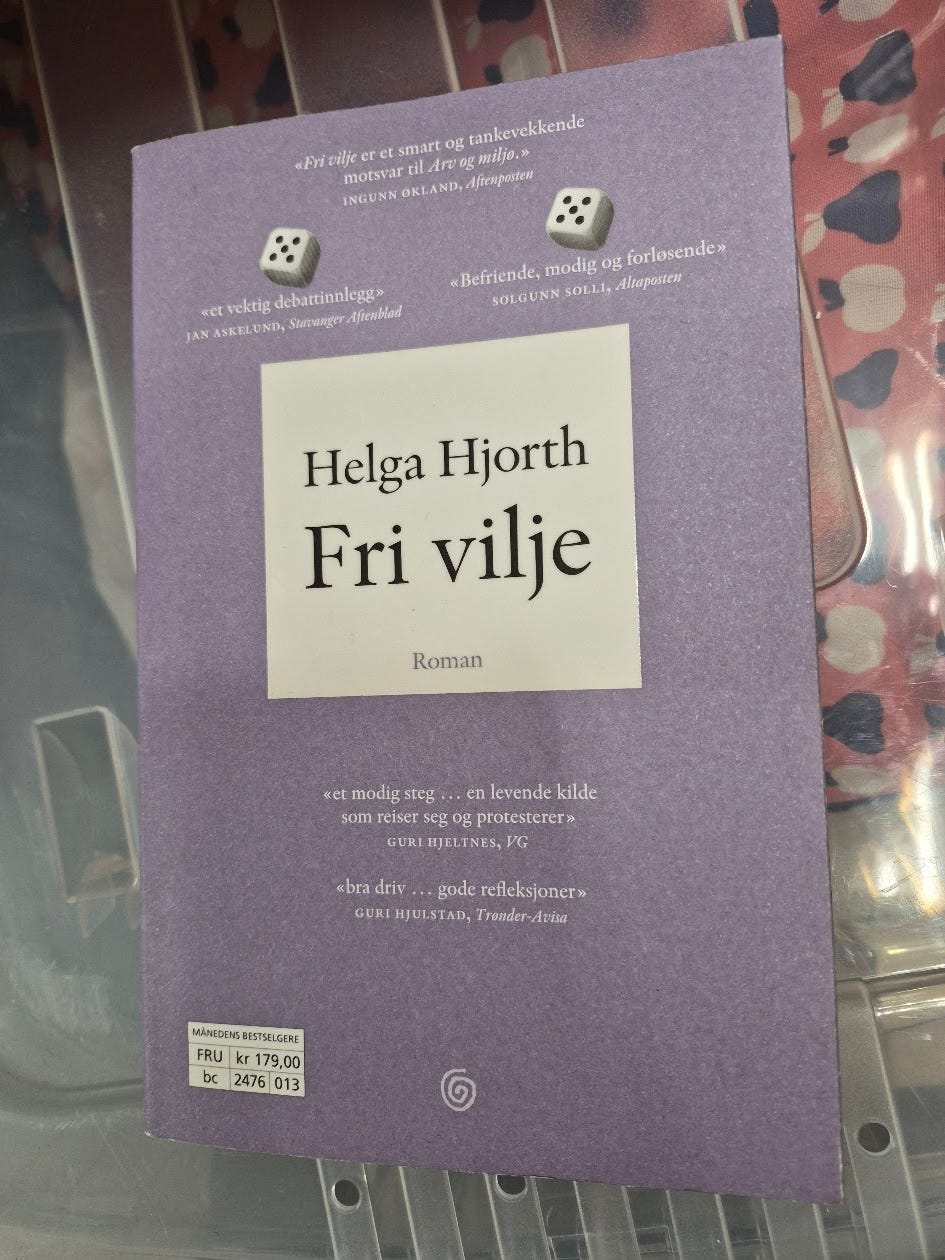 «Fri vilje er et smart og tankevekkende
motsvar til Arv og miljø.»
INGUNN ØKLAND, Aftenposten
«et vektig debattinnlegg»
JAN ASKELUND, Stavanger Aftenblad
«Befriende, modig og forløsende»
SOLGUNN SOLLI, Altaposten
Helga Hjorth
Fri vilje
Roman
«et modig steg … en levende kilde
som reiser seg og protesterer»
GURI HJELTNES, VG
«bra driv … gode refleksjoner»
GURI HJULSTAD, Trønder-Avisa
MÅNEDENS BESTSELGERE
FRU kr 179,00
bc 2476 013